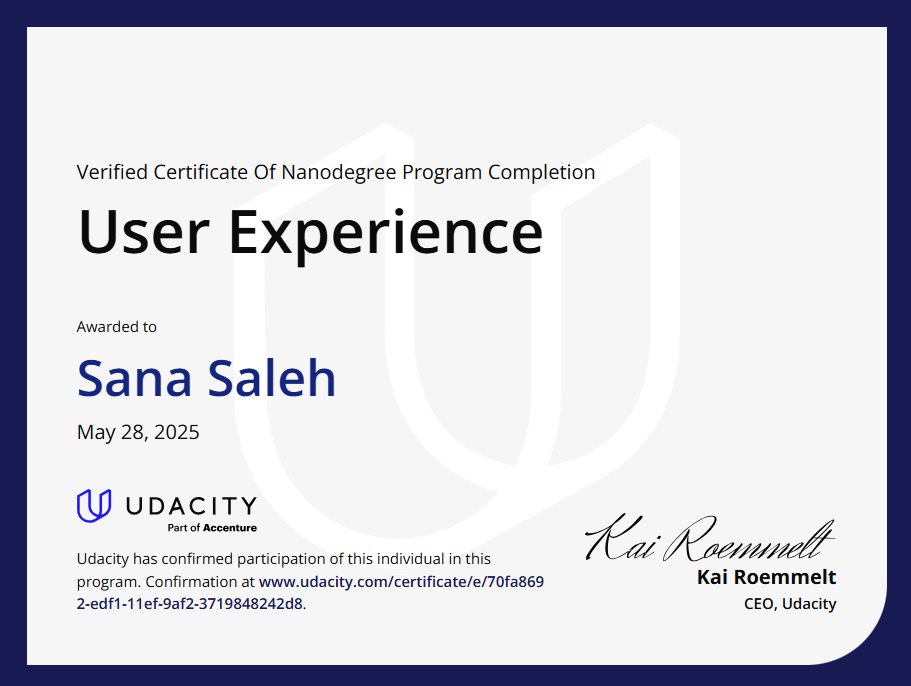 Verified Certificate Of Nanodegree Program Completion
User Experience
Awarded to
Sana Saleh
May 28, 2025
UDACITY
Part of Accenture
Udacity has confirmed participation of this individual in this
program. Confirmation at www.udacity.com/certificate/e/70fa869
2-edf1-11ef-9af2-3719848242d8.
Kai Roemmelt
Kai Roemmelt
CEO, Udacity